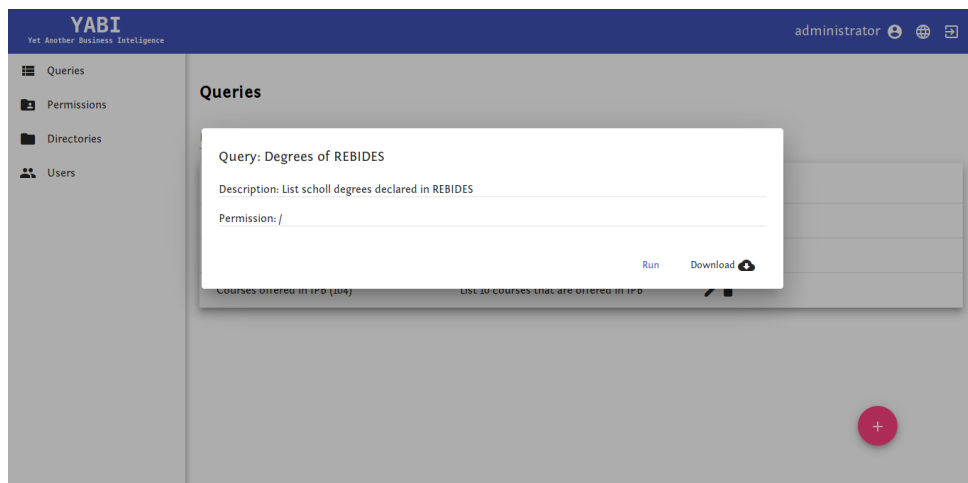 YABI
Yet Another Business Inteligence
administrator
Queries
Permissions
Directories
Users
Queries
Query: Degrees of REBIDES
Description: List scholl degrees declared in REBIDES
Permission: /
Run Download
Courses offered in IPB (104) List 10 courses that are offered in IPB